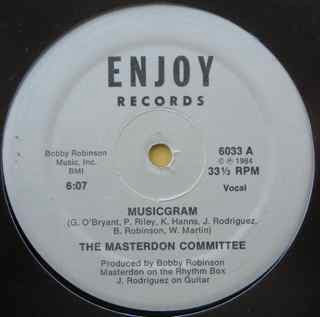 ENJOY
RECORDS
Bobby Robinson
Music, Inc.
BMI
6:07
6033 A
© ℗ 1984
33⅓ RPM
Vocal
MUSICGRAM
(G. O'Bryant, P. Riley, K. Hanns, J. Rodriguez,
B. Robinson, W. Martin)
THE MASTERDON COMMITTEE
Produced by Bobby Robinson
Masterdon on the Rhythm Box
J. Rodriguez on Guitar